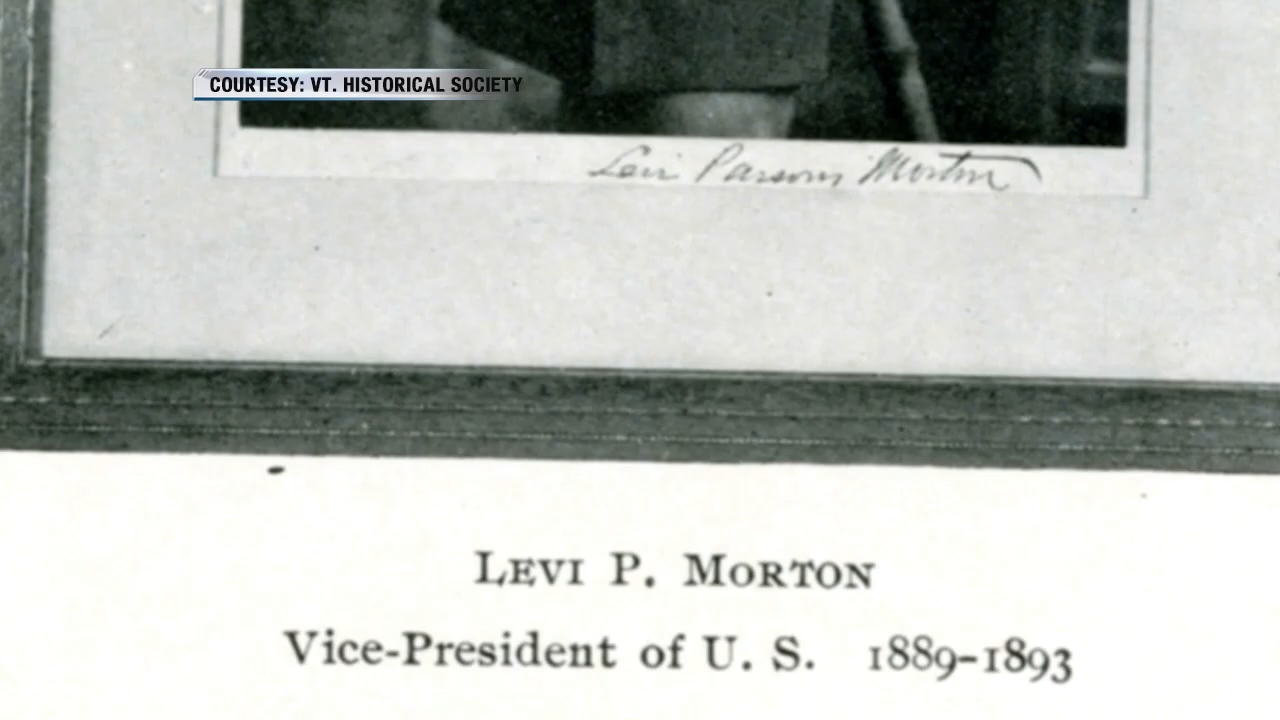 COURTESY: VT. HISTORICAL SOCIETY
Levi Parsons Morton
LEVI P. MORTON
Vice-President of U. S. 1889-1893